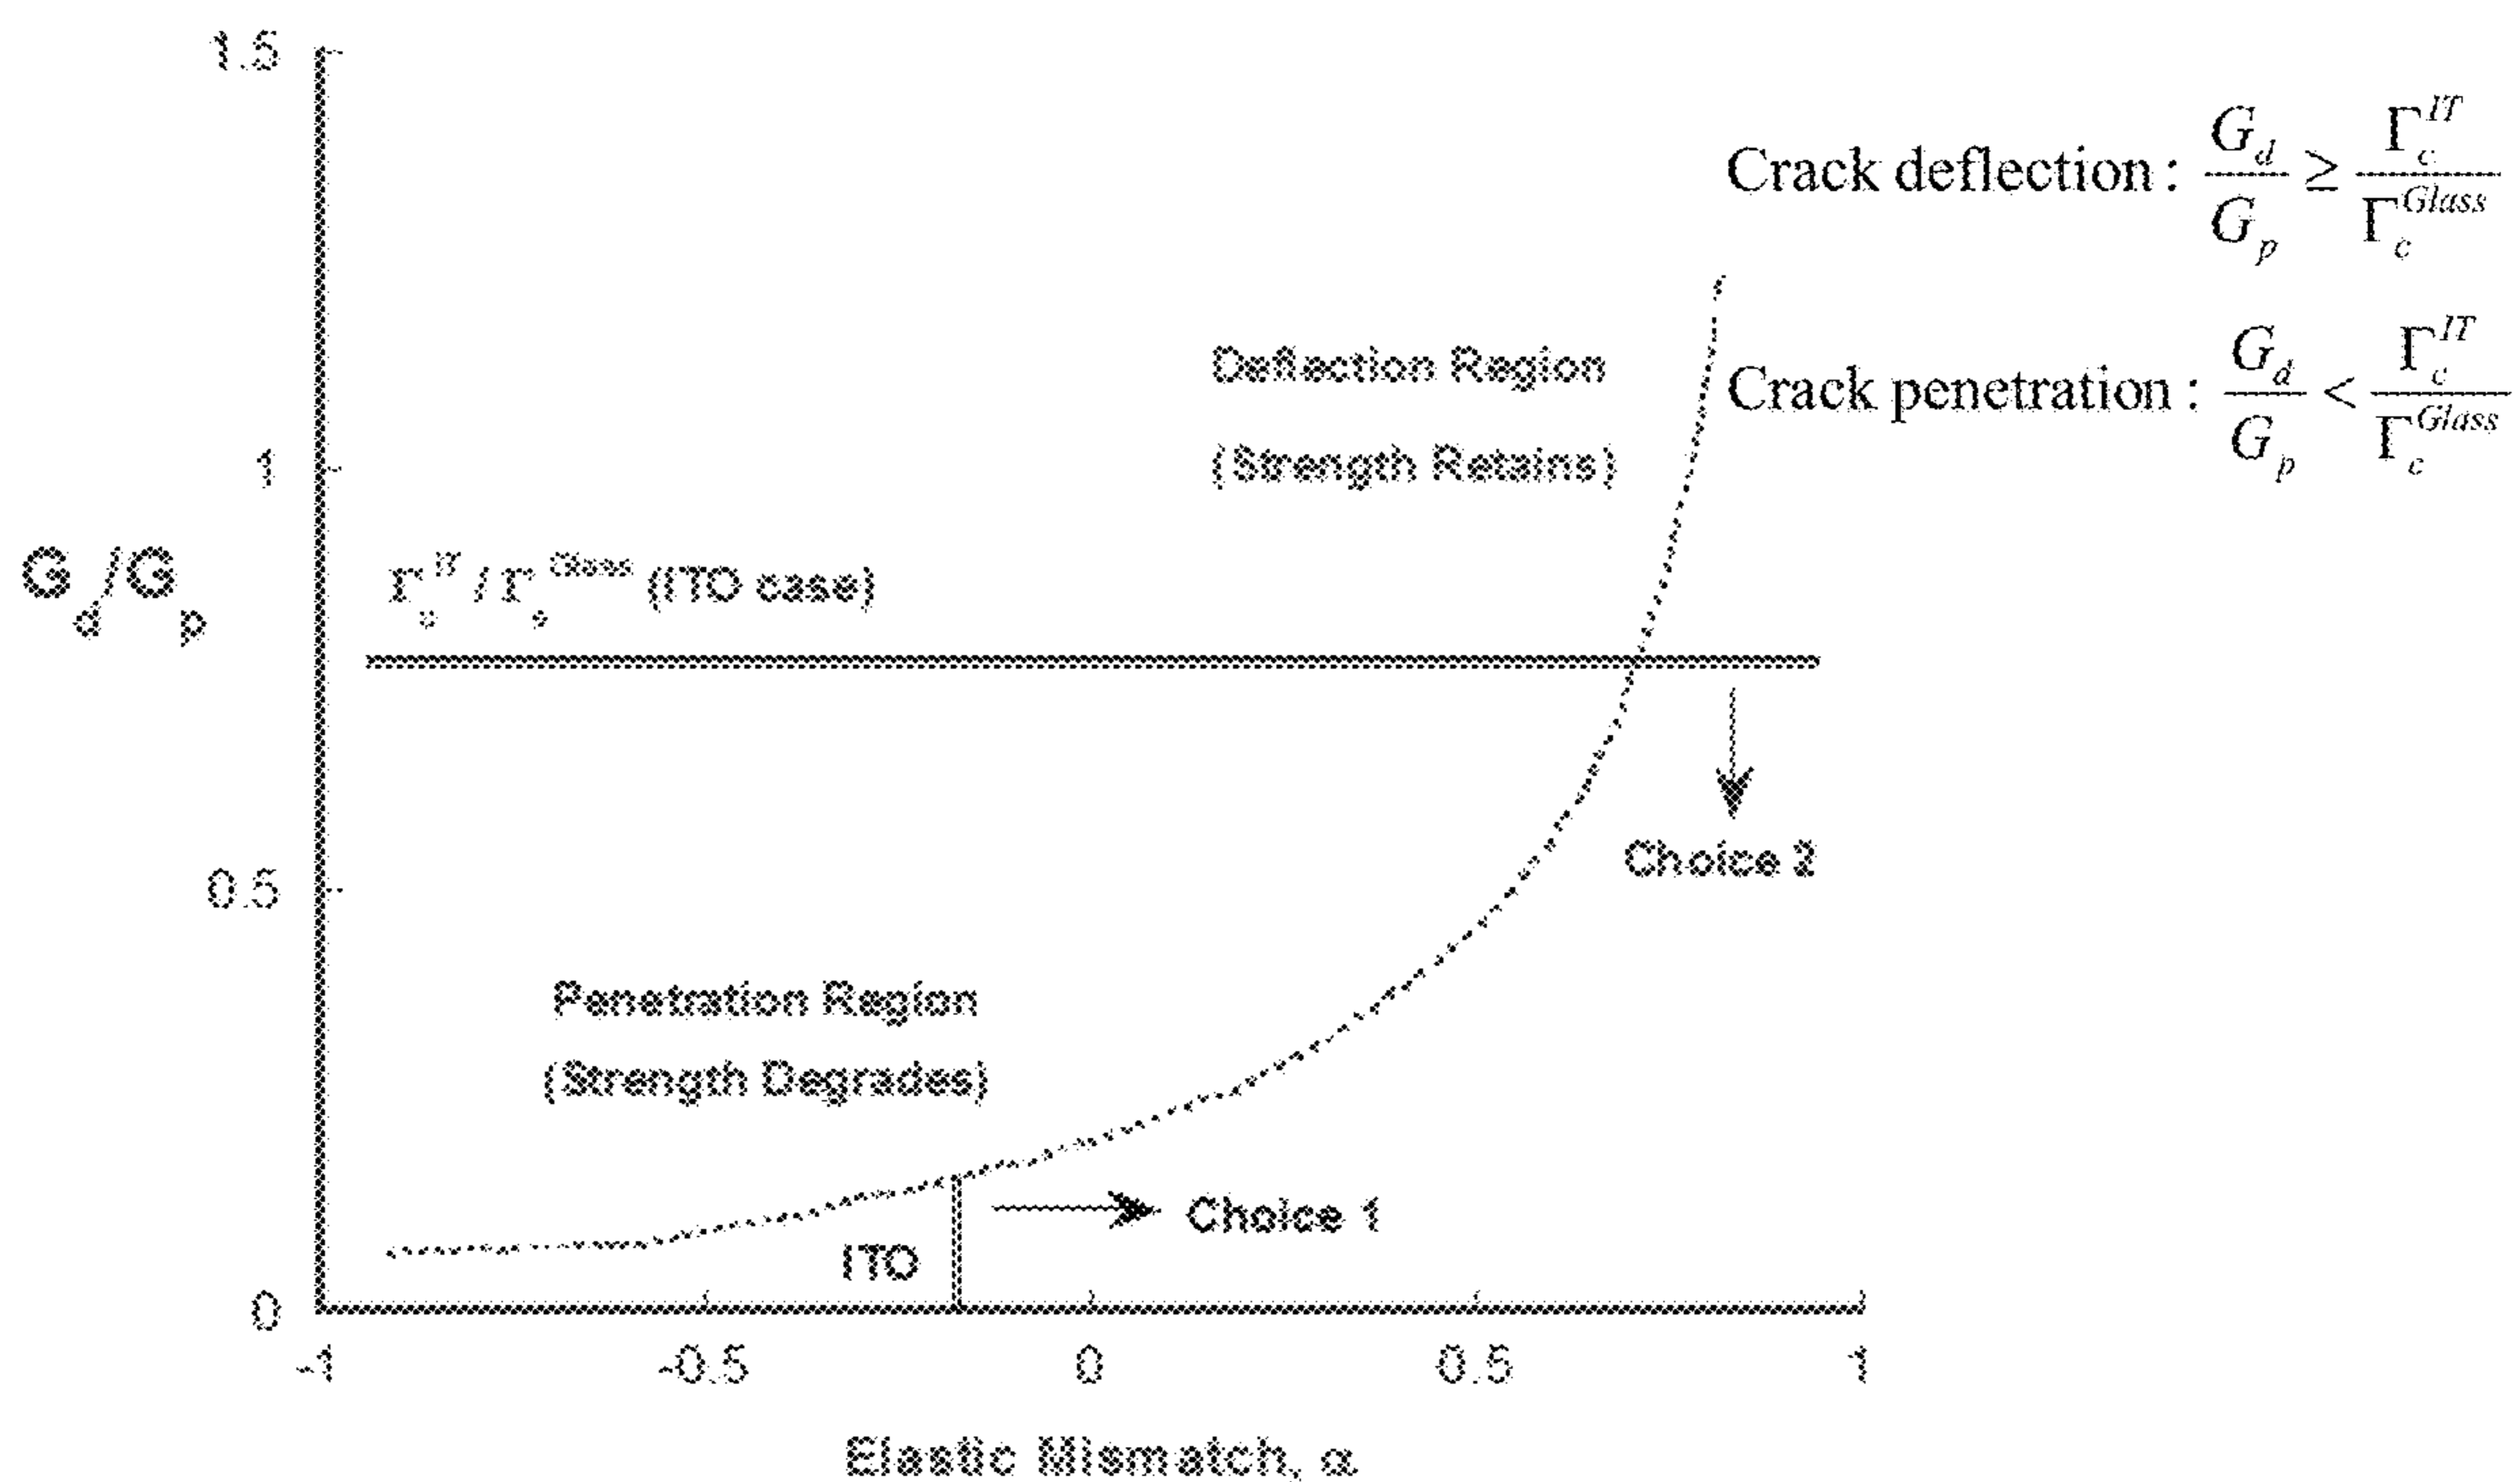 1.5
Crack deflection : G_d / G_p ≥ Γ_c^IT / Γ_c^Glass
Deflection Region
Crack penetration : G_d / G_p < Γ_c^IT / Γ_c^Glass
(Strength Retains)
1
G_d/G_p
Γ_c / Γ_c^Glass (ITO case)
Choice 2
0.5
Penetration Region
(Strength Degrades)
Choice 1
ITO
0
-1 -0.5 0 0.5 1
Elastic Mismatch, α